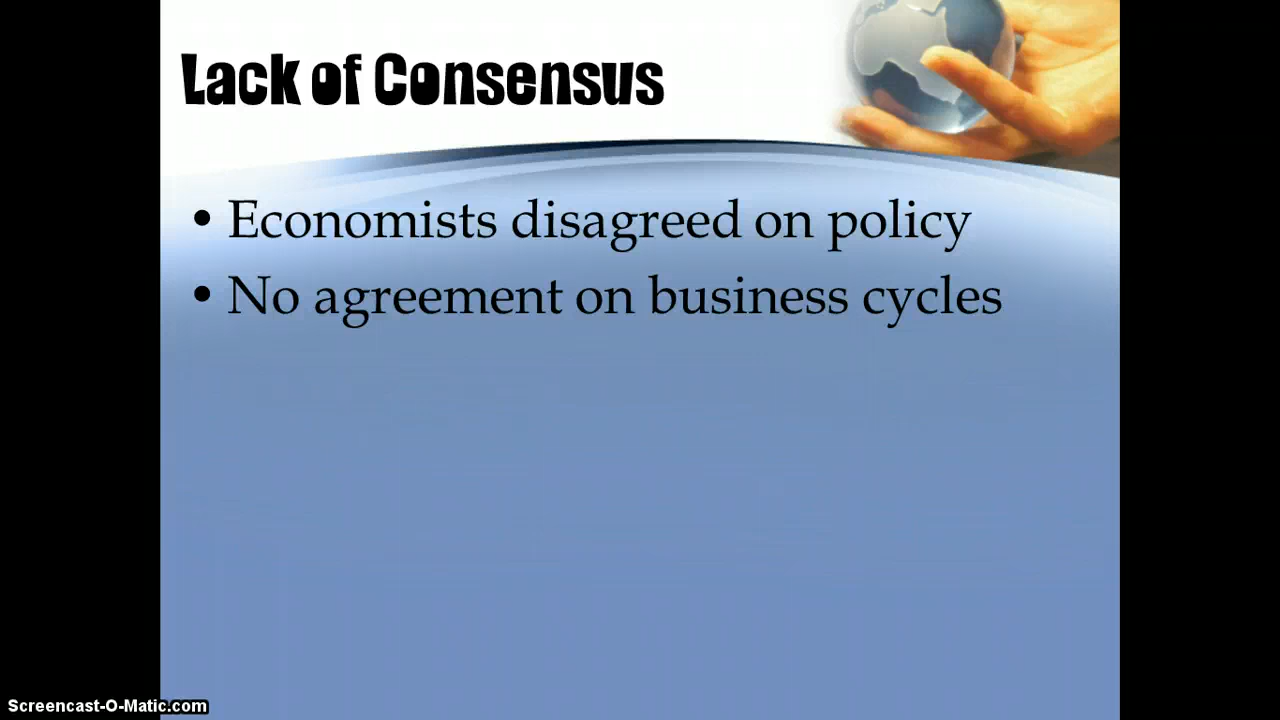 Lack of Consensus
• Economists disagreed on policy
• No agreement on business cycles
Screencast-O-Matic.com